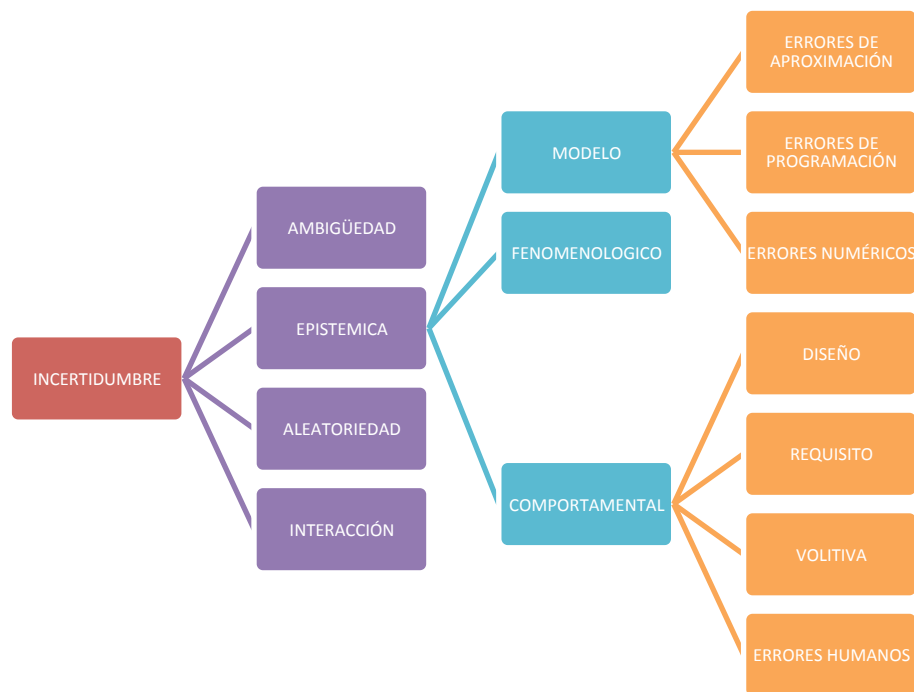 INCERTIDUMBRE
AMBIGÜEDAD
EPISTEMICA
ALEATORIEDAD
INTERACCIÓN
MODELO
FENOMENOLOGICO
COMPORTAMENTAL
ERRORES DE
APROXIMACIÓN
ERRORES DE
PROGRAMACIÓN
ERRORES NUMÉRICOS
DISEÑO
REQUISITO
VOLITIVA
ERRORES HUMANOS